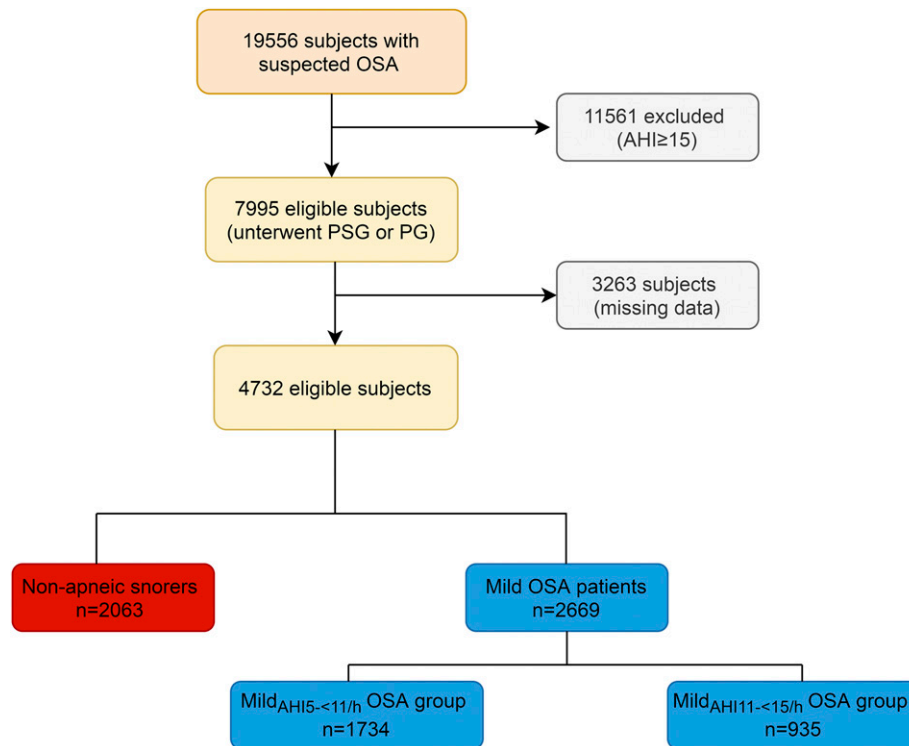 19556 subjects with
suspected OSA
11561 excluded
(AHI≥15)
7995 eligible subjects
(unterwent PSG or PG)
3263 subjects
(missing data)
4732 eligible subjects
Non-apneic snorers
n=2063
Mild OSA patients
n=2669
MildAHI5-<11/h OSA group
n=1734
MildAHI11-<15/h OSA group
n=935